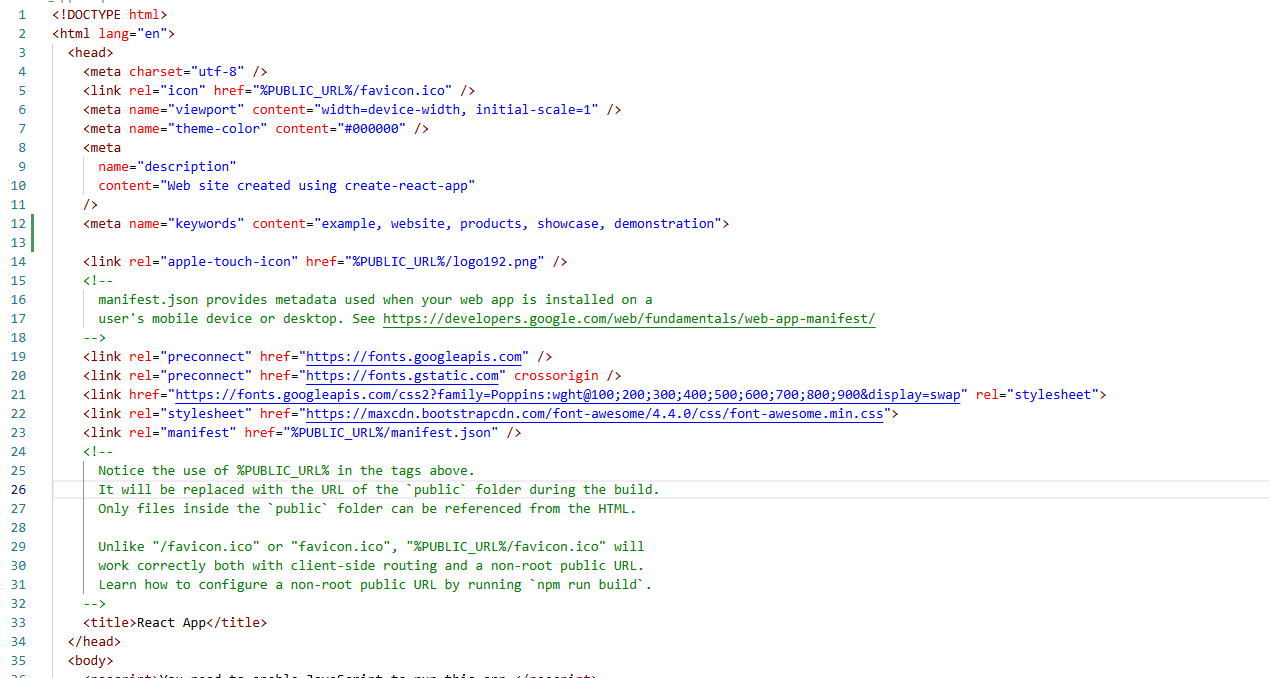 1 <!DOCTYPE html>
2 <html lang="en">
3 <head>
4 <meta charset="utf-8" />
5 <link rel="icon" href="%PUBLIC_URL%/favicon.ico" />
6 <meta name="viewport" content="width=device-width, initial-scale=1" />
7 <meta name="theme-color" content="#000000" />
8 <meta
9 name="description"
10 content="Web site created using create-react-app"
11 />
12 <meta name="keywords" content="example, website, products, showcase, demonstration">
13
14 <link rel="apple-touch-icon" href="%PUBLIC_URL%/logo192.png" />
15 <!--
16 manifest.json provides metadata used when your web app is installed on a
17 user's mobile device or desktop. See https://developers.google.com/web/fundamentals/web-app-manifest/
18 -->
19 <link rel="preconnect" href="https://fonts.googleapis.com" />
20 <link rel="preconnect" href="https://fonts.gstatic.com" crossorigin />
21 <link href="https://fonts.googleapis.com/css2?family=Poppins:wght@100;200;300;400;500;600;700;800;900&display=swap" rel="stylesheet">
22 <link rel="stylesheet" href="https://maxcdn.bootstrapcdn.com/font-awesome/4.4.0/css/font-awesome.min.css">
23 <link rel="manifest" href="%PUBLIC_URL%/manifest.json" />
24 <!--
25 Notice the use of %PUBLIC_URL% in the tags above.
26 It will be replaced with the URL of the `public` folder during the build.
27 Only files inside the `public` folder can be referenced from the HTML.
28
29 Unlike "/favicon.ico" or "favicon.ico", "%PUBLIC_URL%/favicon.ico" will
30 work correctly both with client-side routing and a non-root public URL.
31 Learn how to configure a non-root public URL by running `npm run build`.
32 -->
33 <title>React App</title>
34 </head>
35 <body>
36 <noscript>You need to enable JavaScript to run this app.</noscript>